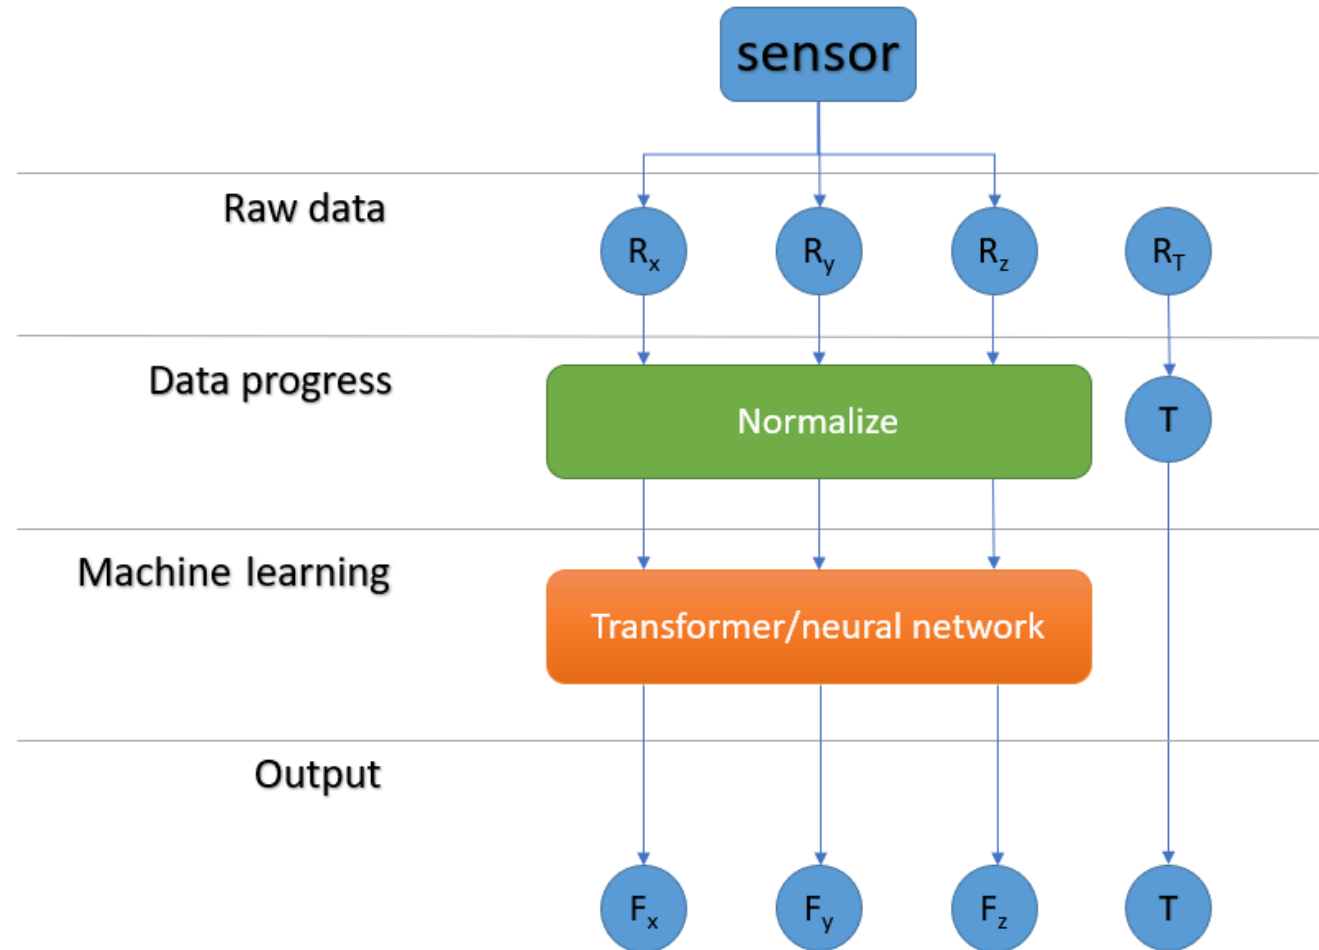 sensor
Raw data
Rx Ry Rz RT
Data progress
Normalize
T
Machine learning
Transformer/neural network
Output
Fx Fy Fz T